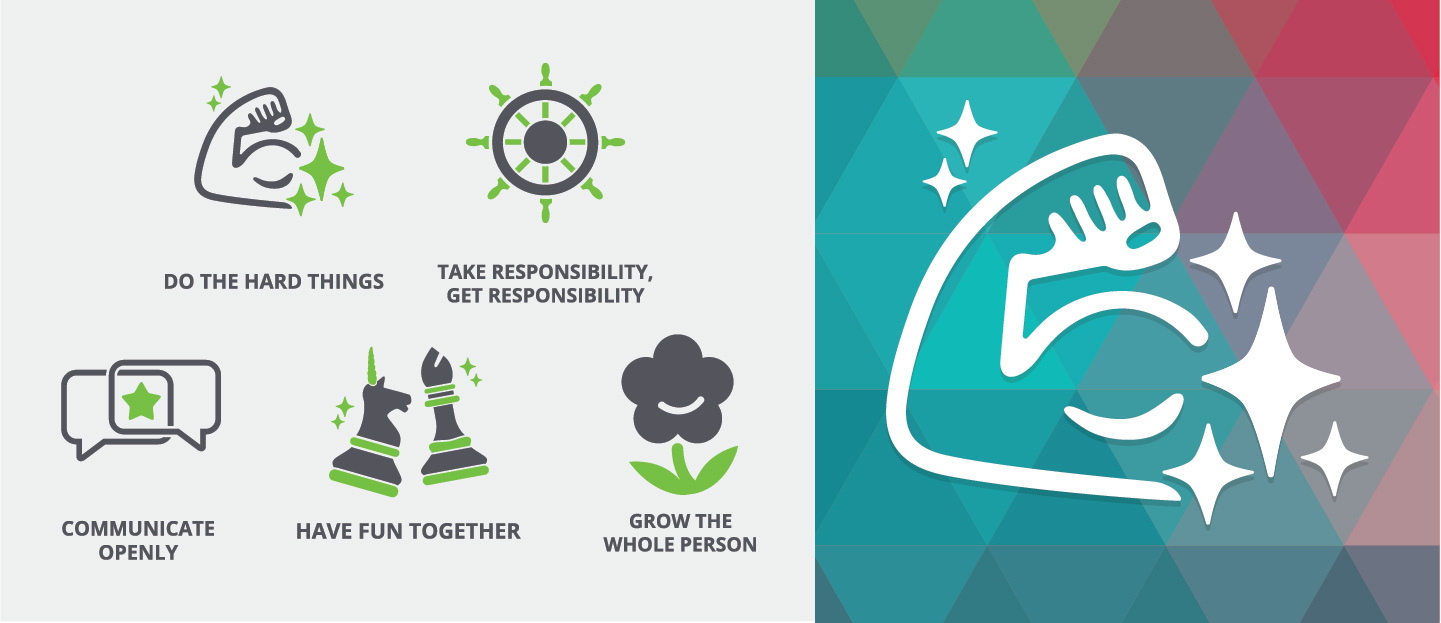 DO THE HARD THINGS
TAKE RESPONSIBILITY,
GET RESPONSIBILITY
COMMUNICATE
OPENLY
HAVE FUN TOGETHER
GROW THE
WHOLE PERSON